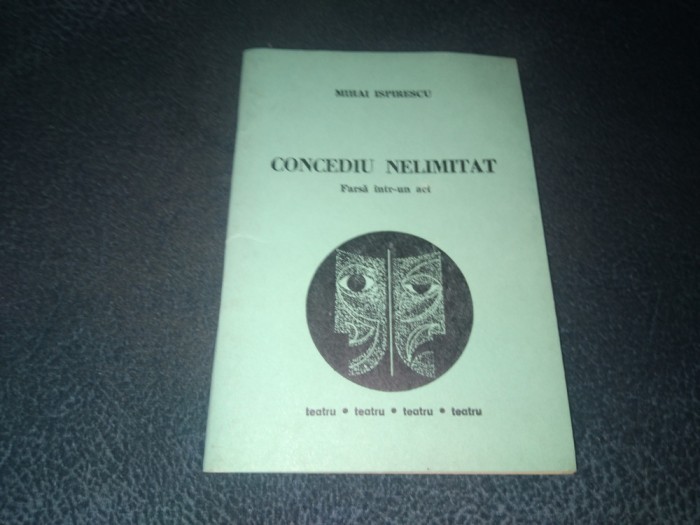 MIHAI ISPIRESCU
CONCEDIU NELIMITAT
Farsă într-un act
teatru • teatru • teatru • teatru